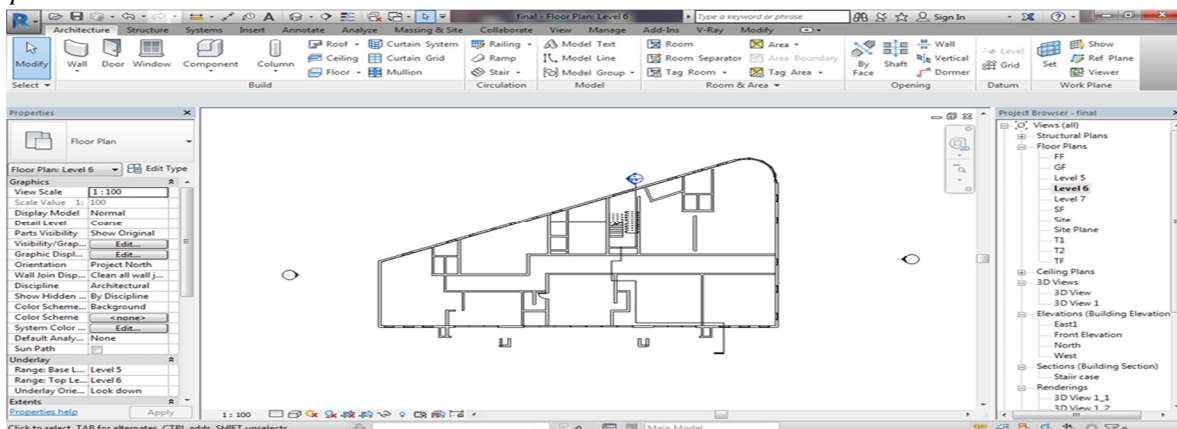 final - Floor Plan: Level 6
Type a keyword or phrase
Sign In
Architecture Structure Systems Insert Annotate Analyze Massing & Site Collaborate View Manage Add-Ins V-Ray Modify
Modify
Wall
Door
Window
Component
Column
Roof
Ceiling
Floor
Curtain System
Curtain Grid
Mullion
Railing
Ramp
Stair
Model Text
Model Line
Model Group
Room
Room Separator
Tag Room
Area
Area Boundary
Tag Area
By
Face
Shaft
Wall
Vertical
Dormer
Level
Grid
Set
Show
Ref Plane
Viewer
Select
Build
Circulation
Model
Room & Area
Opening
Datum
Work Plane
Properties
Floor Plan
Floor Plan: Level 6 Edit Type
Graphics
View Scale 1 : 100
Scale Value 1: 100
Display Model Normal
Detail Level Coarse
Parts Visibility Show Original
Visibility/Grap... Edit...
Graphic Displ... Edit...
Orientation Project North
Wall Join Disp... Clean all wall j...
Discipline Architectural
Show Hidden ... By Discipline
Color Scheme... Background
Color Scheme <none>
System Color ... Edit...
Default Analy... None
Sun Path
Underlay
Range: Base L... Level 5
Range: Top Le... Level 6
Underlay Orie... Look down
Extents
Properties help Apply
1 : 100
Project Browser - final
Views (all)
Structural Plans
Floor Plans
FF
GF
Level 5
Level 6
Level 7
SF
Site
Site Plane
T1
T2
TF
Ceiling Plans
3D Views
3D View
3D View 1
Elevations (Building Elevation
East1
Front Elevation
North
West
Sections (Building Section)
Staiir case
Renderings
3D View 1_1
3D View 1_2
Click to select, TAB for alternates, CTRL adds, SHIFT unselects.
Main Model